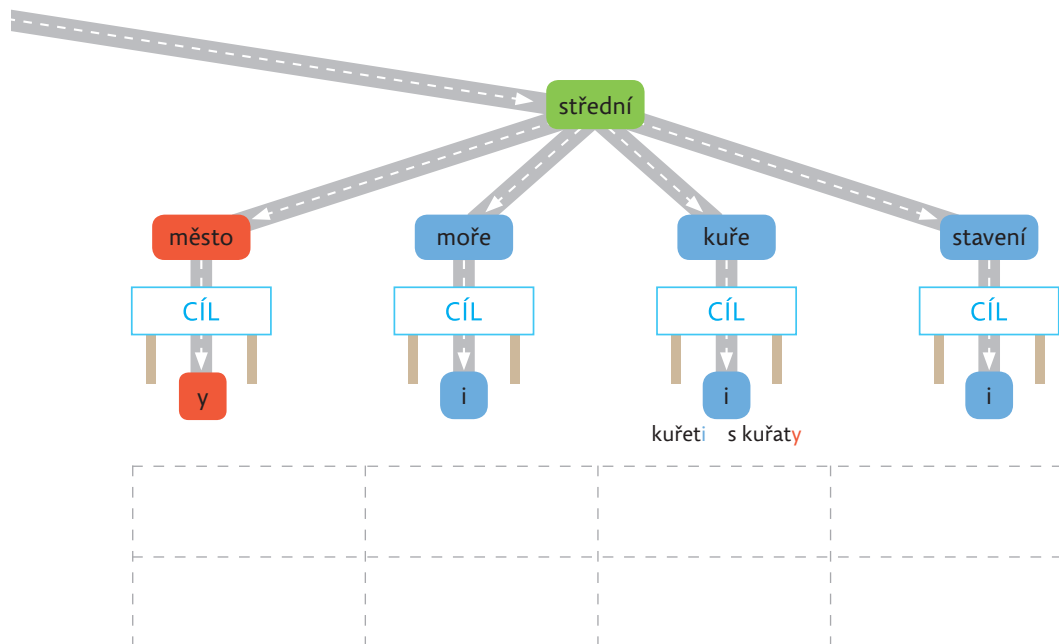 střední
město moře kuře stavení
CÍL CÍL CÍL CÍL
y i i i
kuřeti s kuřaty